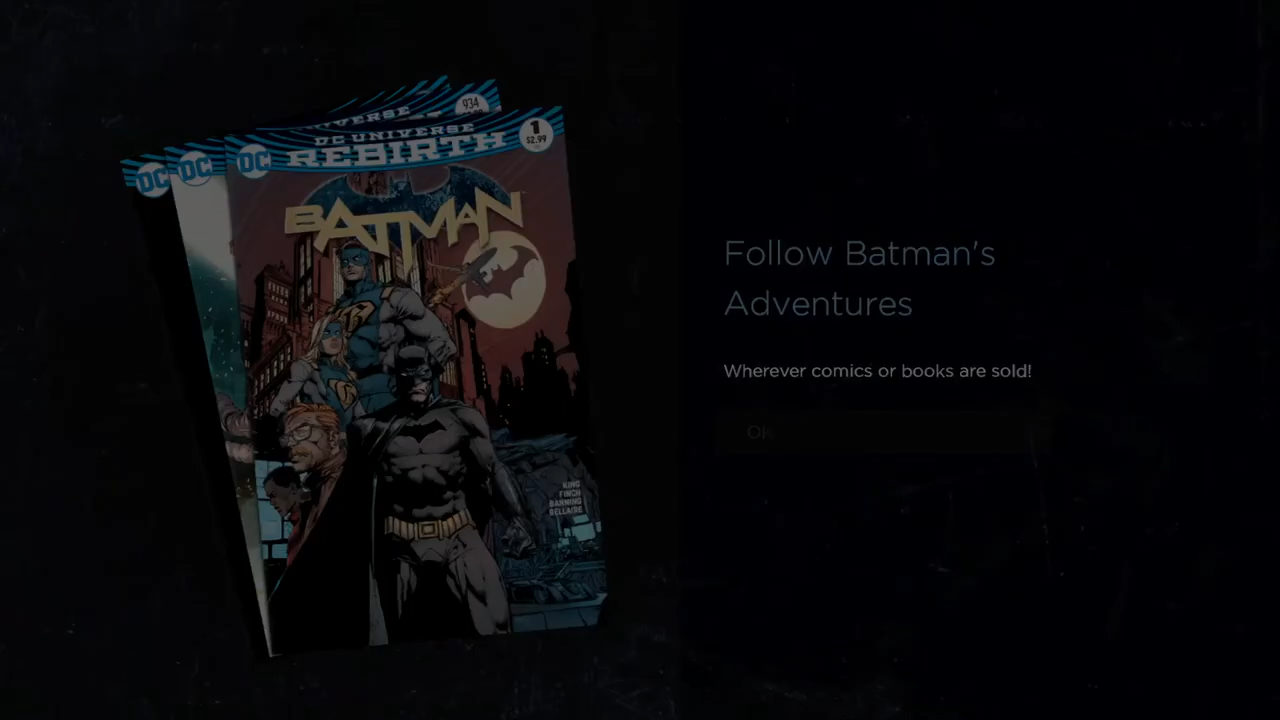 934
DC UNIVERSE
REBIRTH
1
$2.99
DC
DC
DC
BATMAN
KING
FINCH
BANNING
BELLAIRE
Follow Batman's
Adventures
Wherever comics or books are sold!